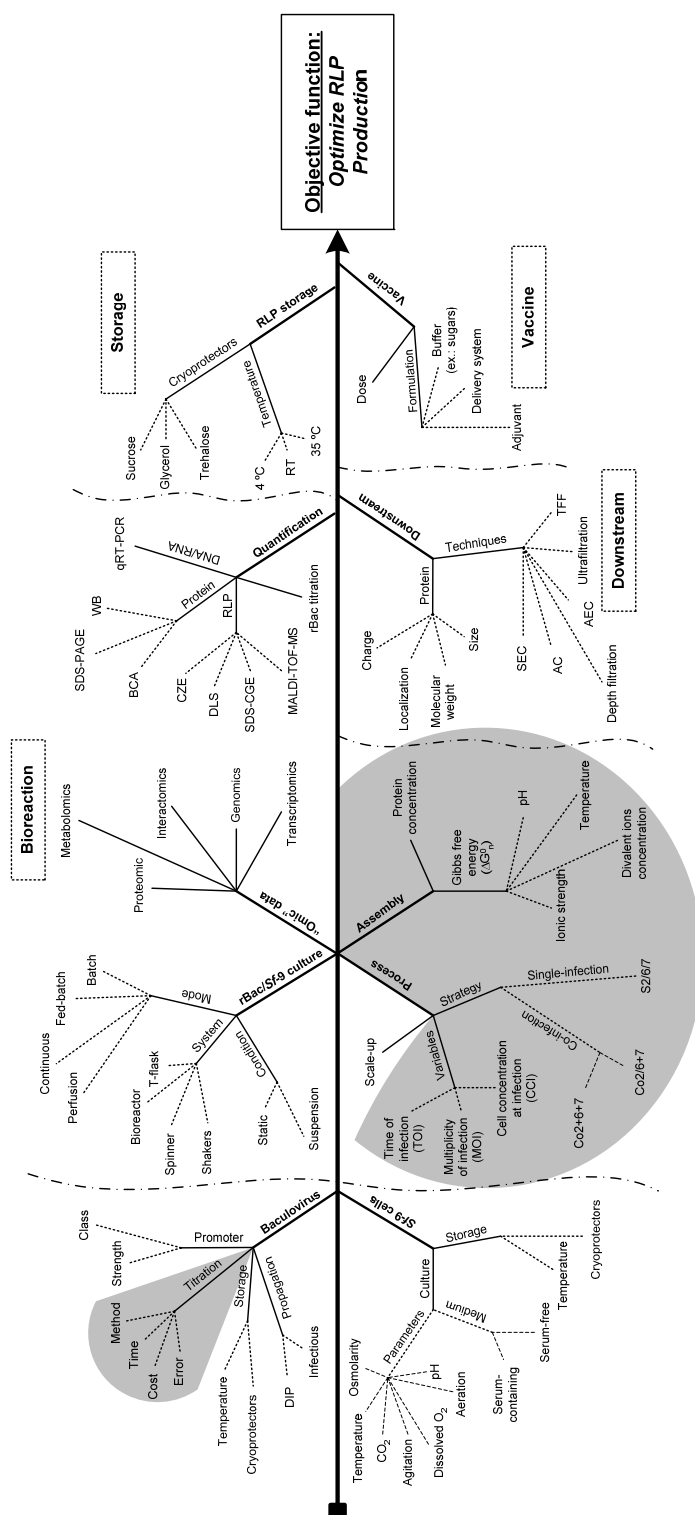 Objective function:
Optimize RLP
Production
Storage
RLP storage
Cryoprotectors
Sucrose
Glycerol
Trehalose
Temperature
4 ºC
RT
35 ºC
Vaccine
Vaccine
Dose
Formulation
Buffer
(ex.: sugars)
Delivery system
Adjuvant
Quantification
DNA/RNA
qRT-PCR
Protein
WB
SDS-PAGE
BCA
RLP
CZE
DLS
SDS-CGE
MALDI-TOF-MS
rBac titration
Downstream
Downstream
Techniques
TFF
Ultrafiltration
AEC
Depth filtration
AC
SEC
Protein
Charge
Localization
Molecular
weight
Size
Bioreaction
"Omic" data
Metabolomics
Proteomic
Interactomics
Genomics
Transcriptomics
rBac/Sf-9 culture
Mode
Batch
Fed-batch
Continuous
Perfusion
System
T-flask
Bioreactor
Spinner
Shakers
Condition
Static
Suspension
Assembly
Protein
concentration
Gibbs free
energy
(ΔG⁰n)
pH
Temperature
Divalent ions
concentration
Ionic strength
Process
Scale-up
Strategy
Single-infection
S2/6/7
Co-infection
Co2/6+7
Co2+6+7
Variables
Time of
infection (TOI)
Multiplicity
of infection
(MOI)
Cell concentration
at infection (CCI)
Baculovirus
Promoter
Class
Strength
Titration
Method
Time
Cost
Error
Storage
Temperature
Cryoprotectors
Propagation
DIP
Infectious
Sf-9 cells
Storage
Cryoprotectors
Temperature
Culture
Medium
Serum-free
Serum-
containing
Parameters
Osmolarity
Temperature
CO2
Agitation
Dissolved O2
Aeration
pH